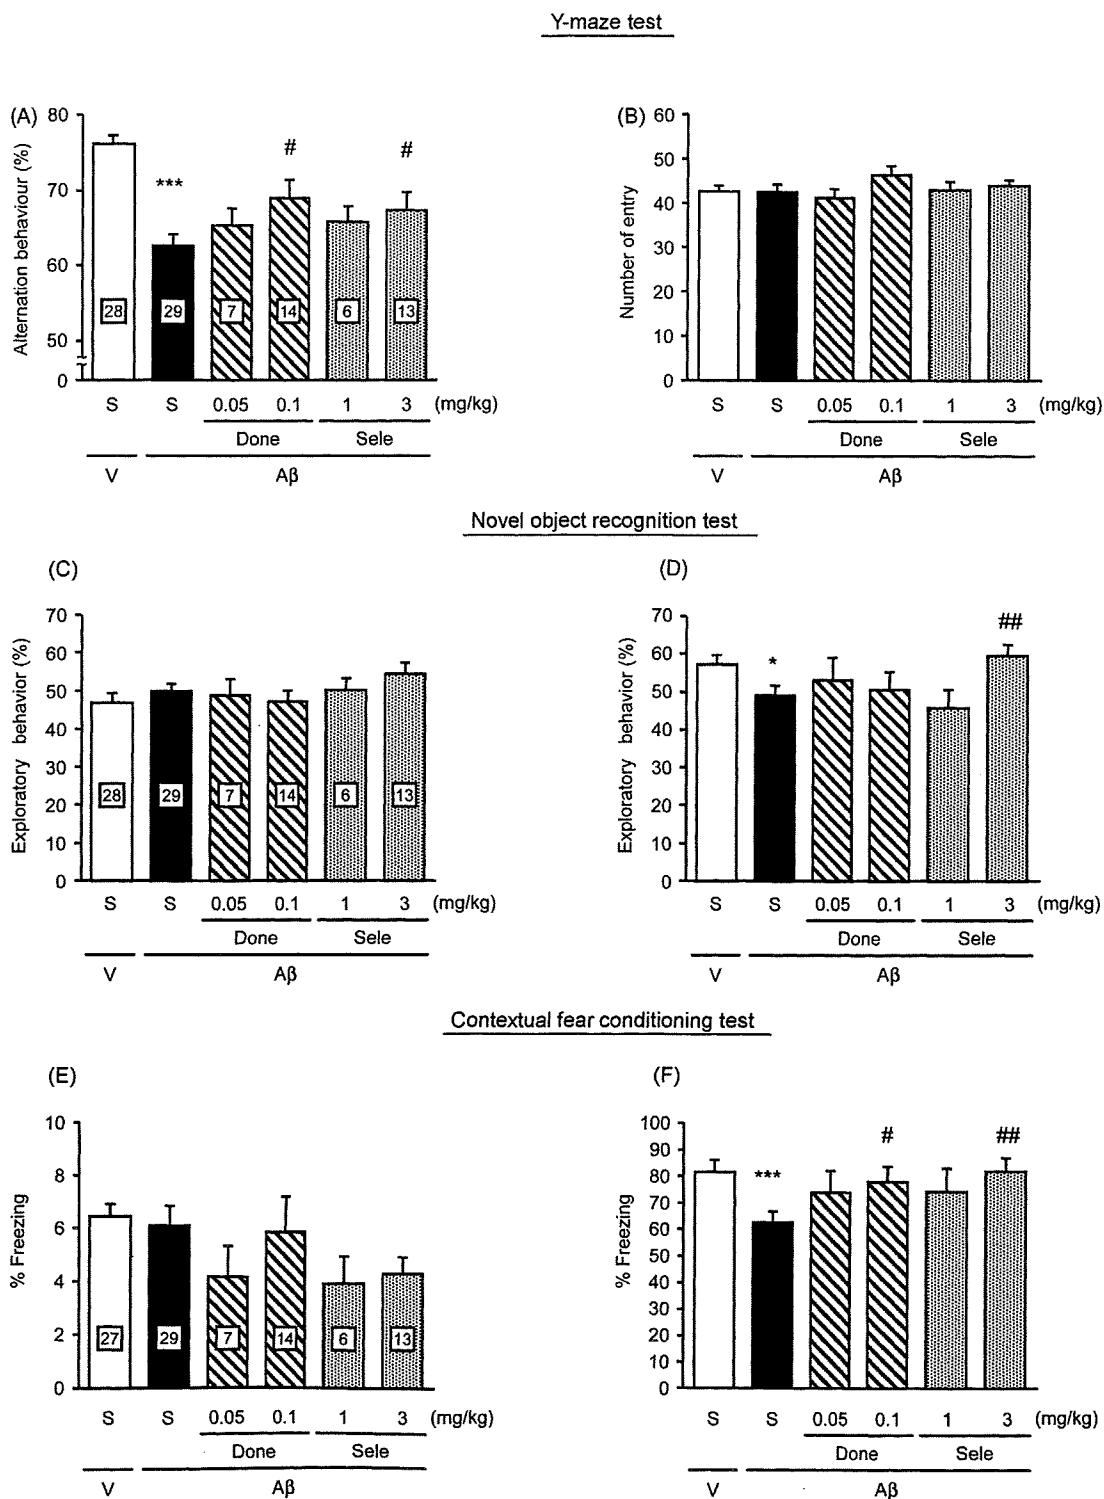 Y-maze test
(A)
Alternation behaviour (%)
80
70
60
50
0
***
#
#
28
29
7
14
6
13
S
S
0.05
0.1
1
3
(mg/kg)
Done
Sele
V
Aβ
(B)
Number of entry
60
50
40
30
20
10
0
S
S
0.05
0.1
1
3
(mg/kg)
Done
Sele
V
Aβ
Novel object recognition test
(C)
Exploratory behavior (%)
70
60
50
40
30
20
10
0
28
29
7
14
6
13
S
S
0.05
0.1
1
3
(mg/kg)
Done
Sele
V
Aβ
(D)
Exploratory behavior (%)
70
60
50
40
30
20
10
0
*
##
S
S
0.05
0.1
1
3
(mg/kg)
Done
Sele
V
Aβ
Contextual fear conditioning test
(E)
% Freezing
10
8
6
4
2
0
27
29
7
14
6
13
S
S
0.05
0.1
1
3
(mg/kg)
Done
Sele
V
Aβ
(F)
% Freezing
100
90
80
70
60
50
40
30
20
10
0
***
#
##
S
S
0.05
0.1
1
3
(mg/kg)
Done
Sele
V
Aβ